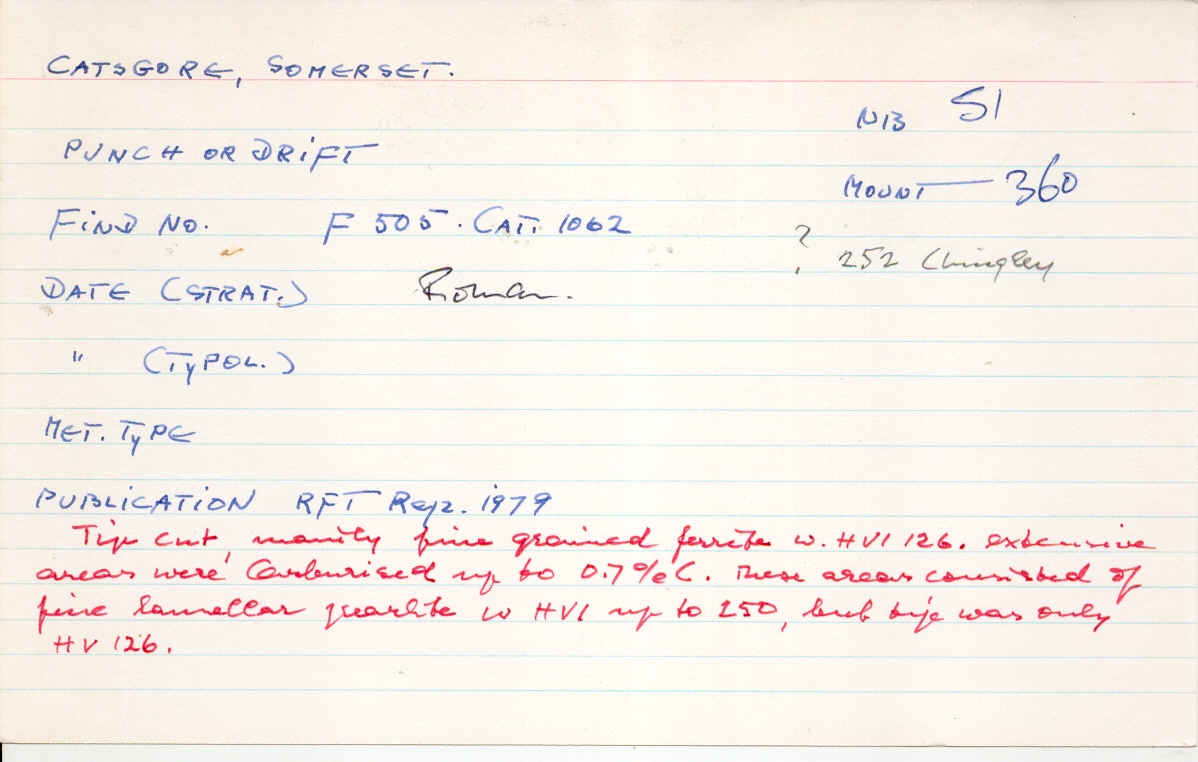 CATSGORE, SOMERSET.
NB 51
PUNCH OR DRIFT
MOUNT — 360
FIND NO. F 505. CAT. 1062
? 252 Chingley
DATE (STRAT.) Roman.
" (TYPOL.)
MET. TYPE
PUBLICATION RFT Rep. 1979
Tip cut, mainly fine grained ferrite w. HV1 126. extensive
areas were carburised up to 0.7% C. These areas consisted of
fine lamellar pearlite w HV1 up to 250, but tip was only
HV 126.